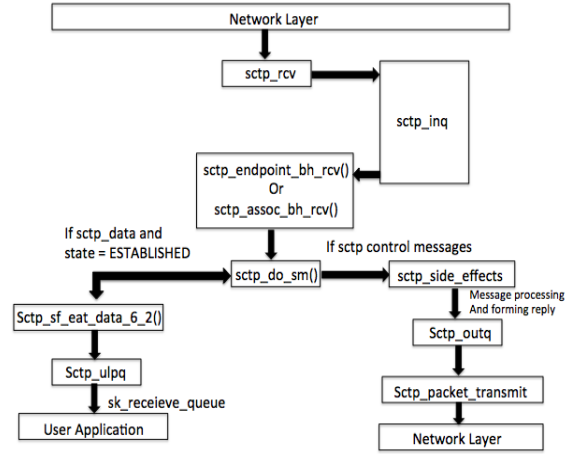 Network Layer
sctp_rcv
sctp_inq
sctp_endpoint_bh_rcv()
Or
sctp_assoc_bh_rcv()
If sctp_data and
state = ESTABLISHED
If sctp control messages
sctp_do_sm()
sctp_side_effects
Message processing
And forming reply
Sctp_sf_eat_data_6_2()
Sctp_outq
Sctp_ulpq
Sctp_packet_transmit
sk_receieve_queue
User Application
Network Layer